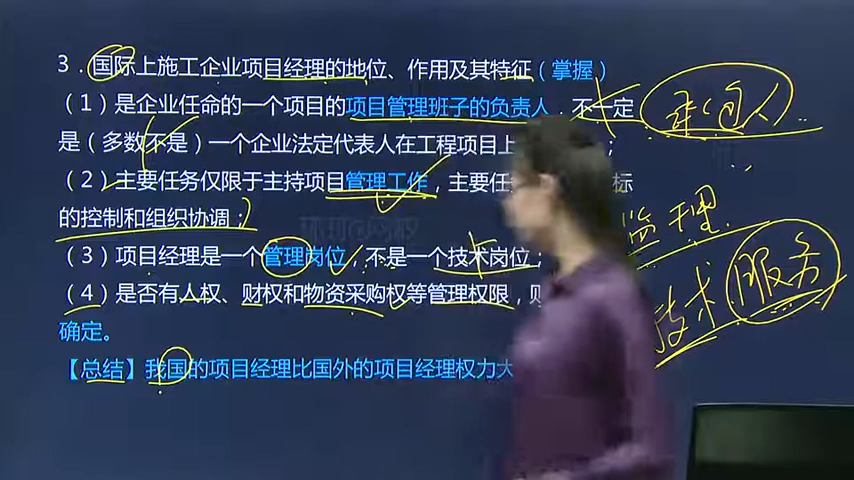 3．国际上施工企业项目经理的地位、作用及其特征（掌握）
（1）是企业任命的一个项目的项目管理班子的负责人，不一定
是（多数不是）一个企业法定代表人在工程项目上
；
（2）主要任务仅限于主持项目管理工作，主要任
标
的控制和组织协调；
（3）项目经理是一个管理岗位，不是一个技术岗位；
（4）是否有人权、财权和物资采购权等管理权限，则
确定。
【总结】我国的项目经理比国外的项目经理权力大
承(包)人
监理
技术服务